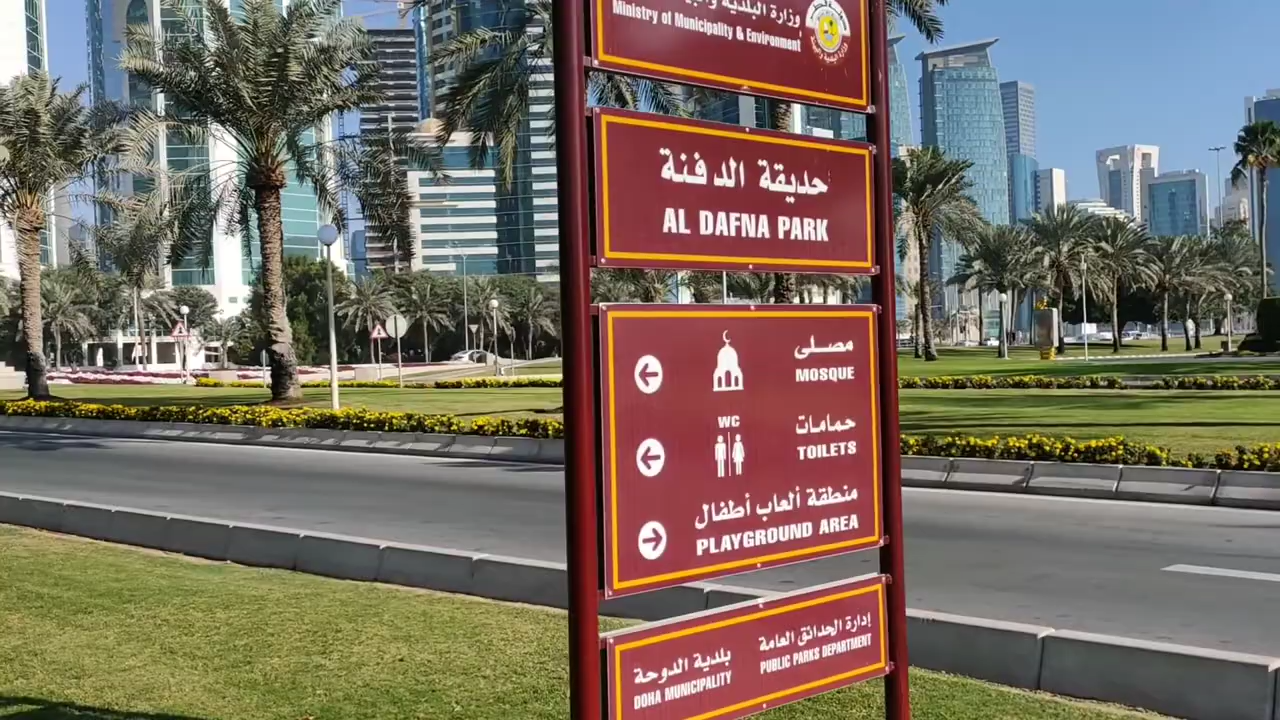 وزارة البلدية
Ministry of Municipality & Environment
حديقة الدفنة
AL DAFNA PARK
مصلى
MOSQUE
WC
حمامات
TOILETS
منطقة ألعاب أطفال
PLAYGROUND AREA
إدارة الحدائق العامة
PUBLIC PARKS DEPARTMENT
بلدية الدوحة
DOHA MUNICIPALITY